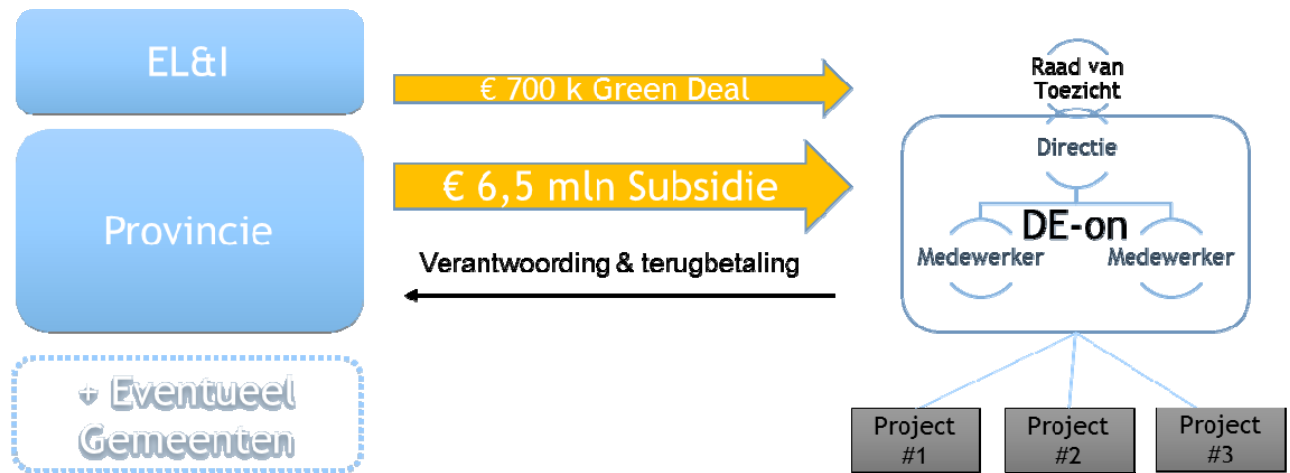 EL&I
Provincie
+ Eventueel
Gemeenten
€ 700 k Green Deal
€ 6,5 mln Subsidie
Verantwoording & terugbetaling
Raad van
Toezicht
Directie
DE-on
Medewerker Medewerker
Project
#1
Project
#2
Project
#3